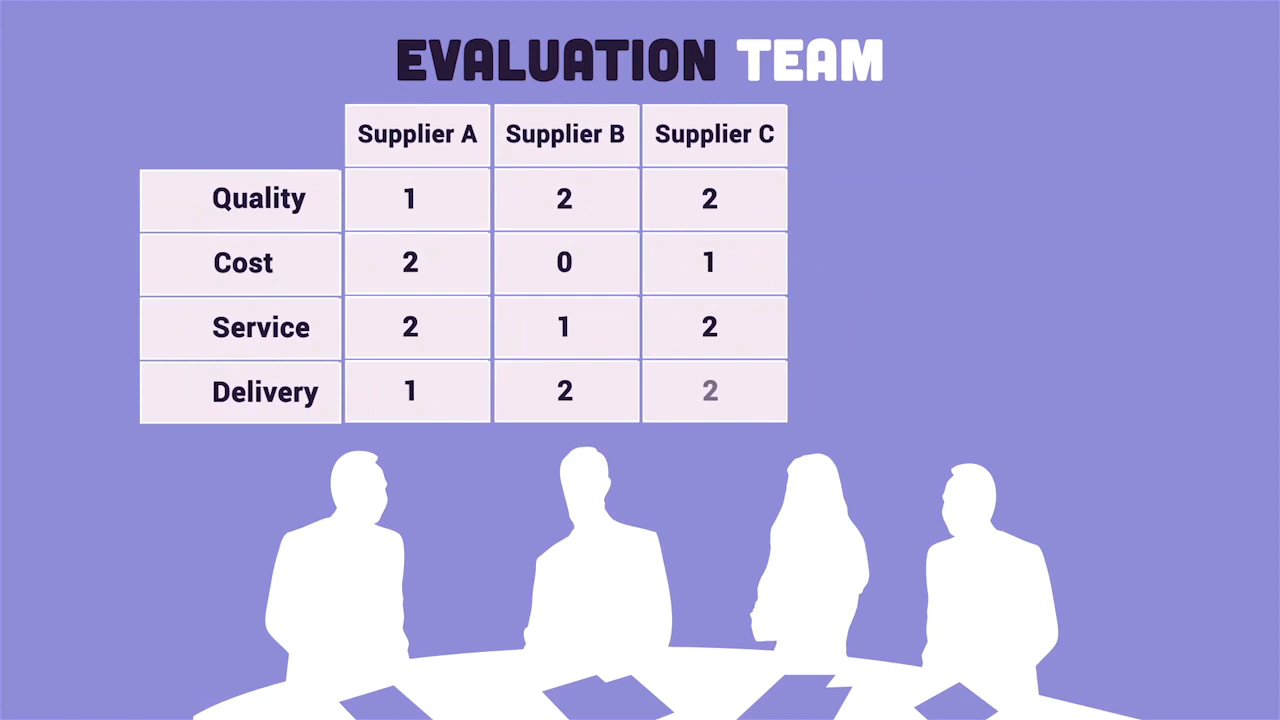 EVALUATION TEAM
Supplier A Supplier B Supplier C
Quality 1 2 2
Cost 2 0 1
Service 2 1 2
Delivery 1 2 2